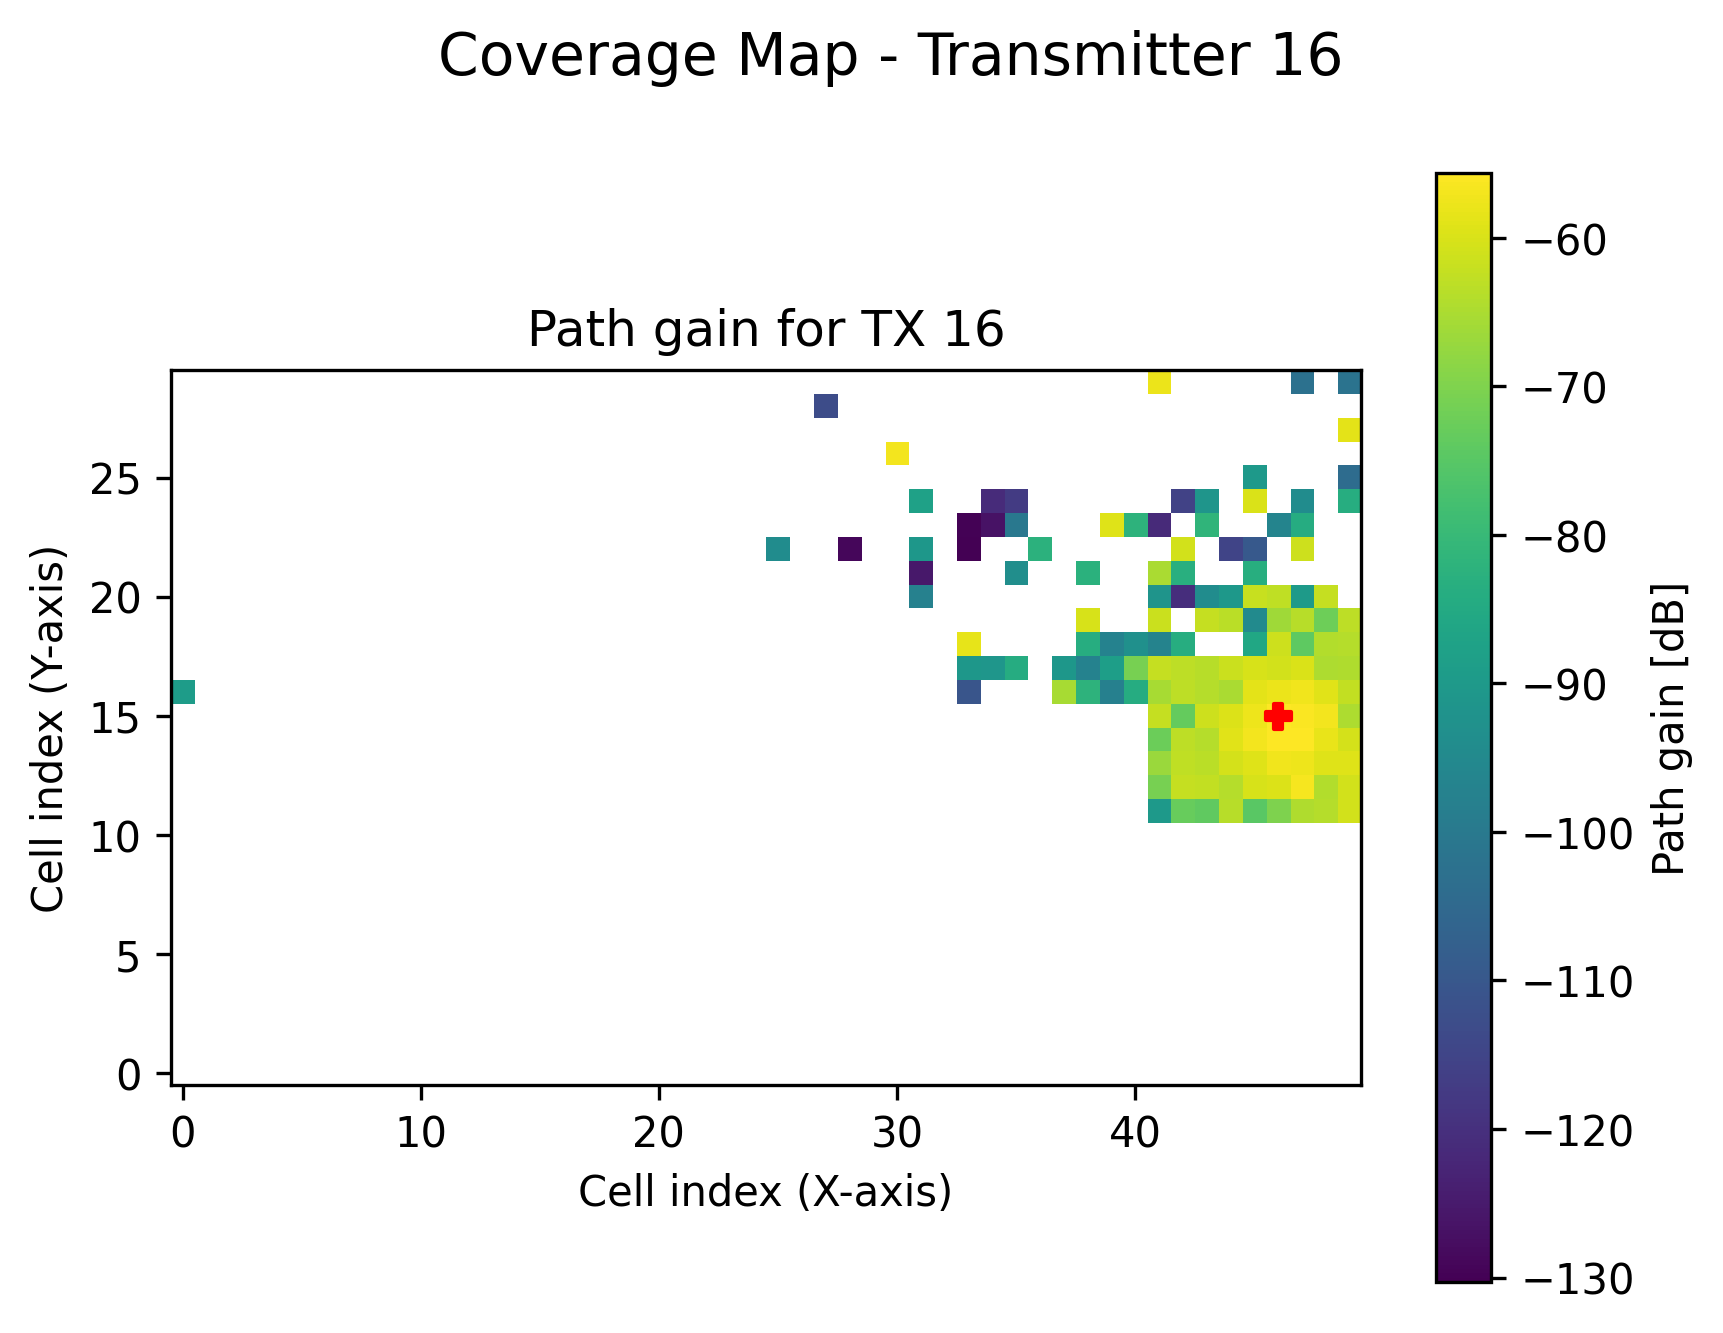 Coverage Map - Transmitter 16
Path gain for TX 16
Cell index (Y-axis)
25
20
15
10
5
0
0 10 20 30 40
Cell index (X-axis)
−60
−70
−80
−90
−100
−110
−120
−130
Path gain [dB]